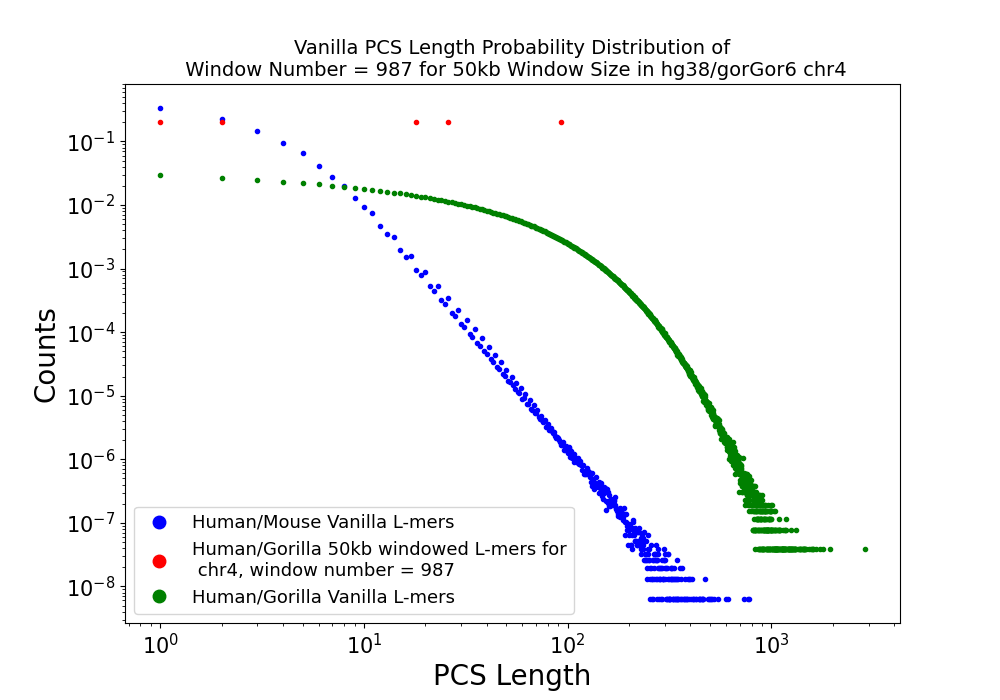 Vanilla PCS Length Probability Distribution of
Window Number = 987 for 50kb Window Size in hg38/gorGor6 chr4
Counts
10⁻¹
10⁻²
10⁻³
10⁻⁴
10⁻⁵
10⁻⁶
10⁻⁷
10⁻⁸
Human/Mouse Vanilla L-mers
Human/Gorilla 50kb windowed L-mers for
chr4, window number = 987
Human/Gorilla Vanilla L-mers
10⁰ 10¹ 10² 10³
PCS Length